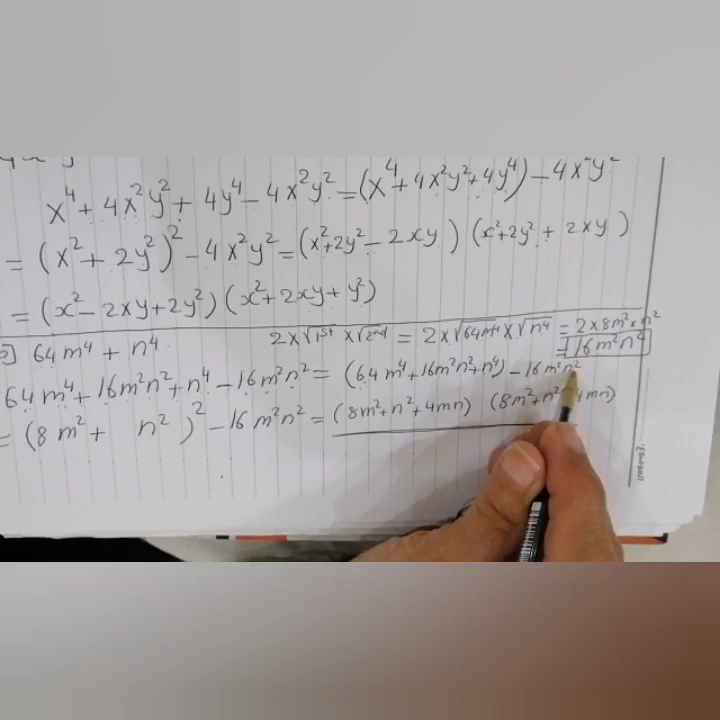 x⁴ + 4x²y² + 4y⁴ - 4x²y² = (x⁴ + 4x²y² + 4y⁴) - 4x²y²
= (x² + 2y²)² - 4x²y² = (x² + 2y² - 2xy) (x² + 2y² + 2xy)
= (x² - 2xy + 2y²) (x² + 2xy + y²)
] 64m⁴ + n⁴
2 × √1st × √2nd = 2 × √64m⁴ × √n⁴ = 2 × 8m² × n²
= 16m²n²
64m⁴ + 16m²n² + n⁴ - 16m²n² = (64m⁴ + 16m²n² + n⁴) - 16m²n²
= (8m² + n²)² - 16m²n² = (8m² + n² + 4mn) (8m² + n² 4mn)